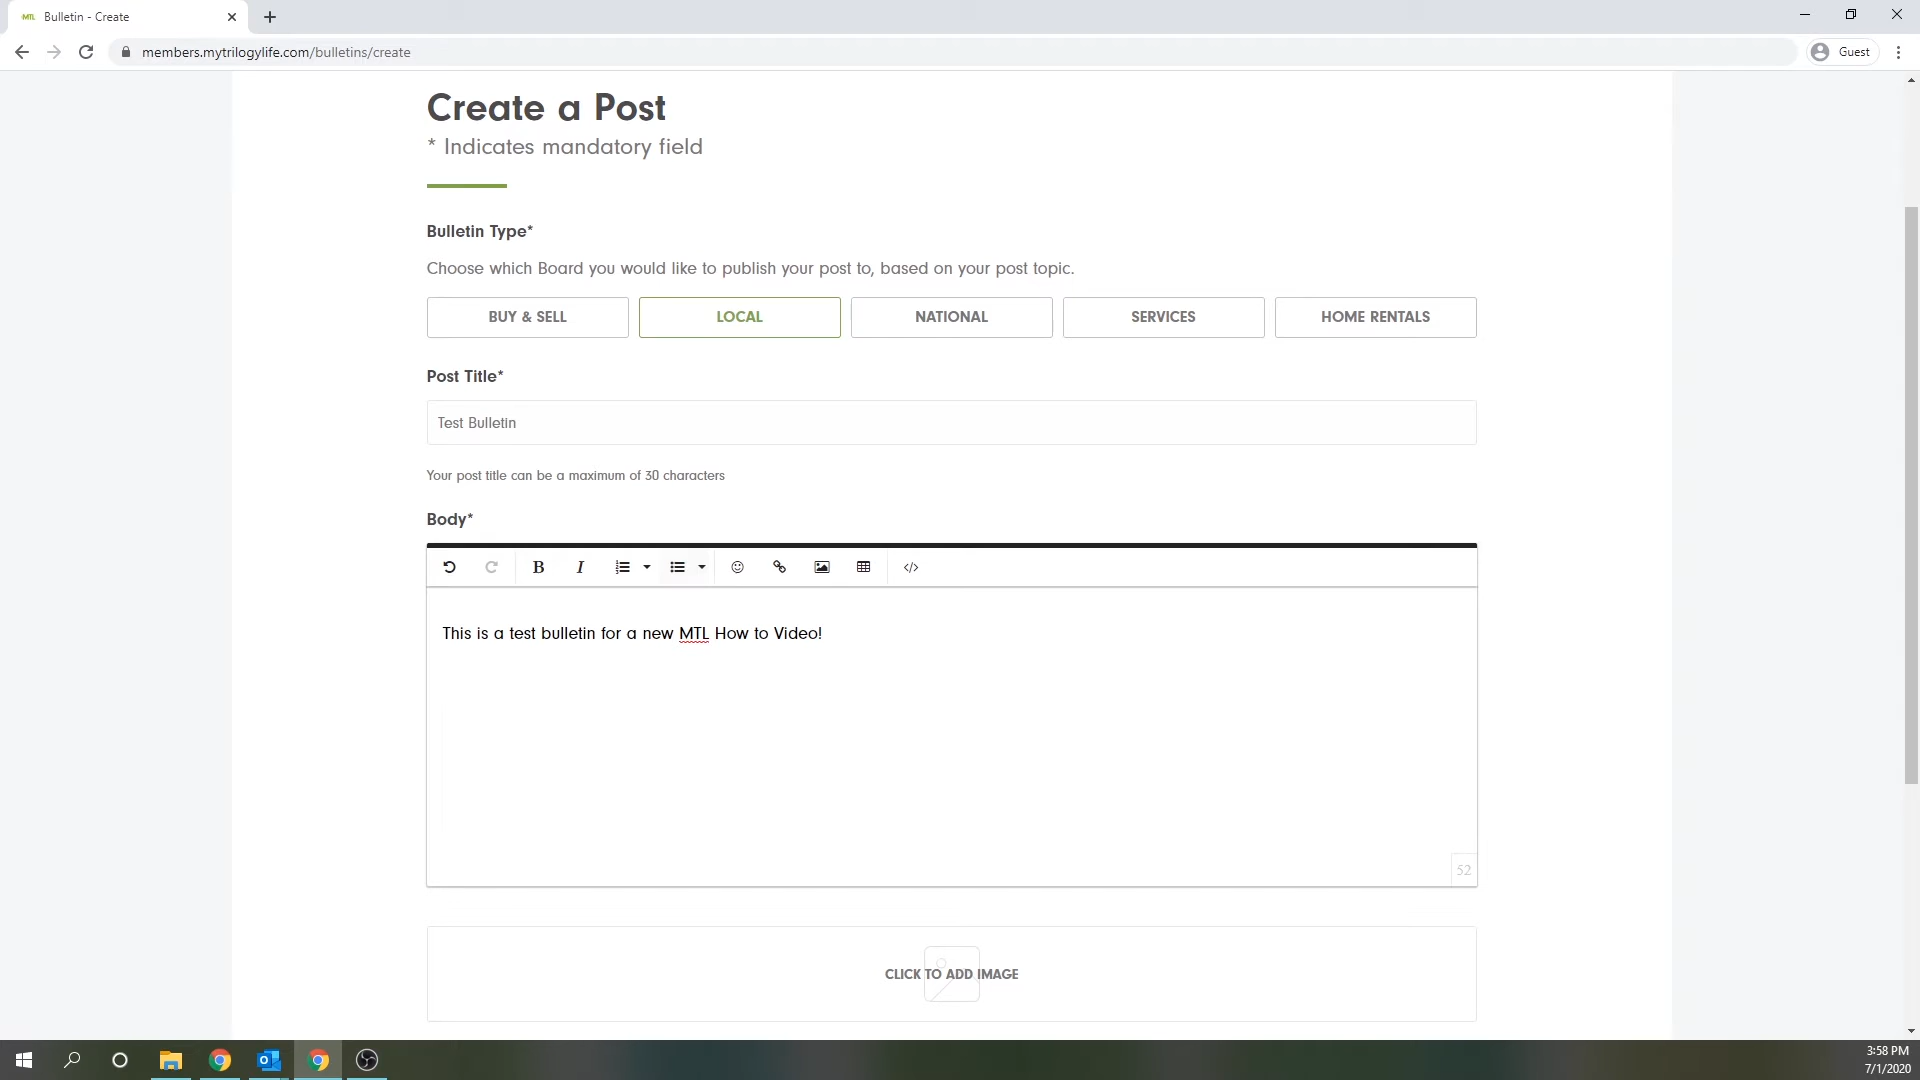 MTL Bulletin - Create
members.mytrilogylife.com/bulletins/create
Guest
Create a Post
* Indicates mandatory field
Bulletin Type*
Choose which Board you would like to publish your post to, based on your post topic.
BUY & SELL LOCAL NATIONAL SERVICES HOME RENTALS
Post Title*
Test Bulletin
Your post title can be a maximum of 30 characters
Body*
B I </>
This is a test bulletin for a new MTL How to Video!
52
CLICK TO ADD IMAGE
3:58 PM
7/1/2020